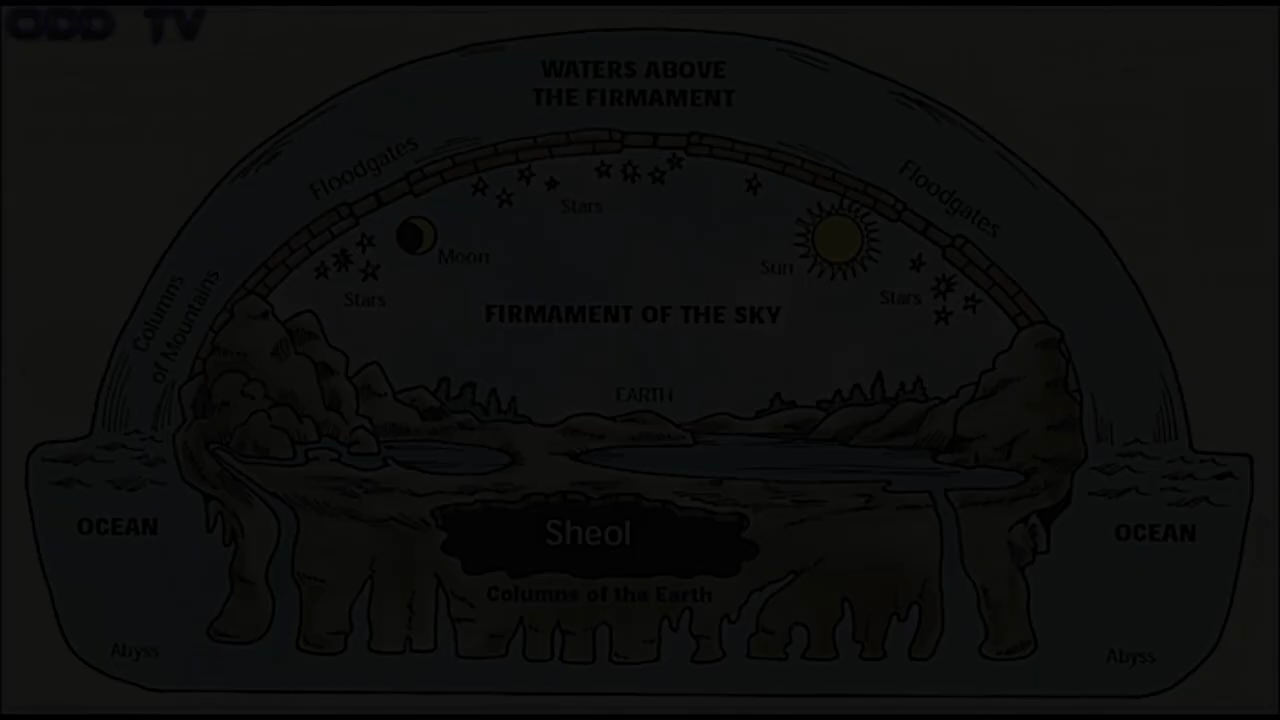 ODD TV
WATERS ABOVE
THE FIRMAMENT
Floodgates
Floodgates
Stars
Moon
Sun
Stars
Stars
Columns
of Mountains
FIRMAMENT OF THE SKY
EARTH
OCEAN
Sheol
OCEAN
Columns of the Earth
Abyss
Abyss